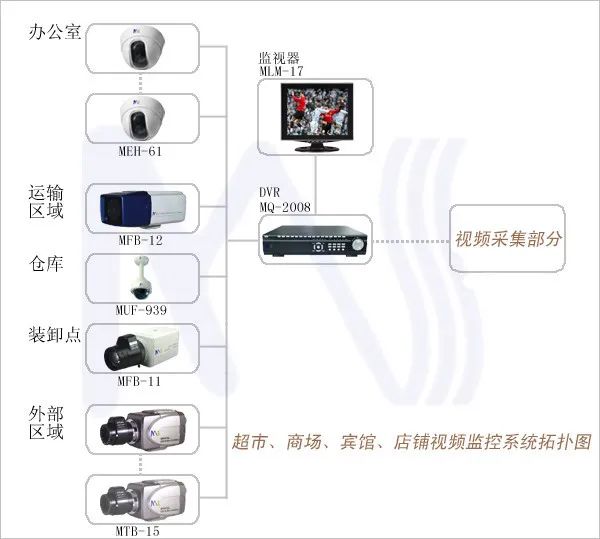 办公室
MEH-61
运输
区域
MFB-12
仓库
MUF-939
装卸点
MFB-11
外部
区域
MTB-15
监视器
MLM-17
DVR
MQ-2008
视频采集部分
超市、商场、宾馆、店铺视频监控系统拓扑图